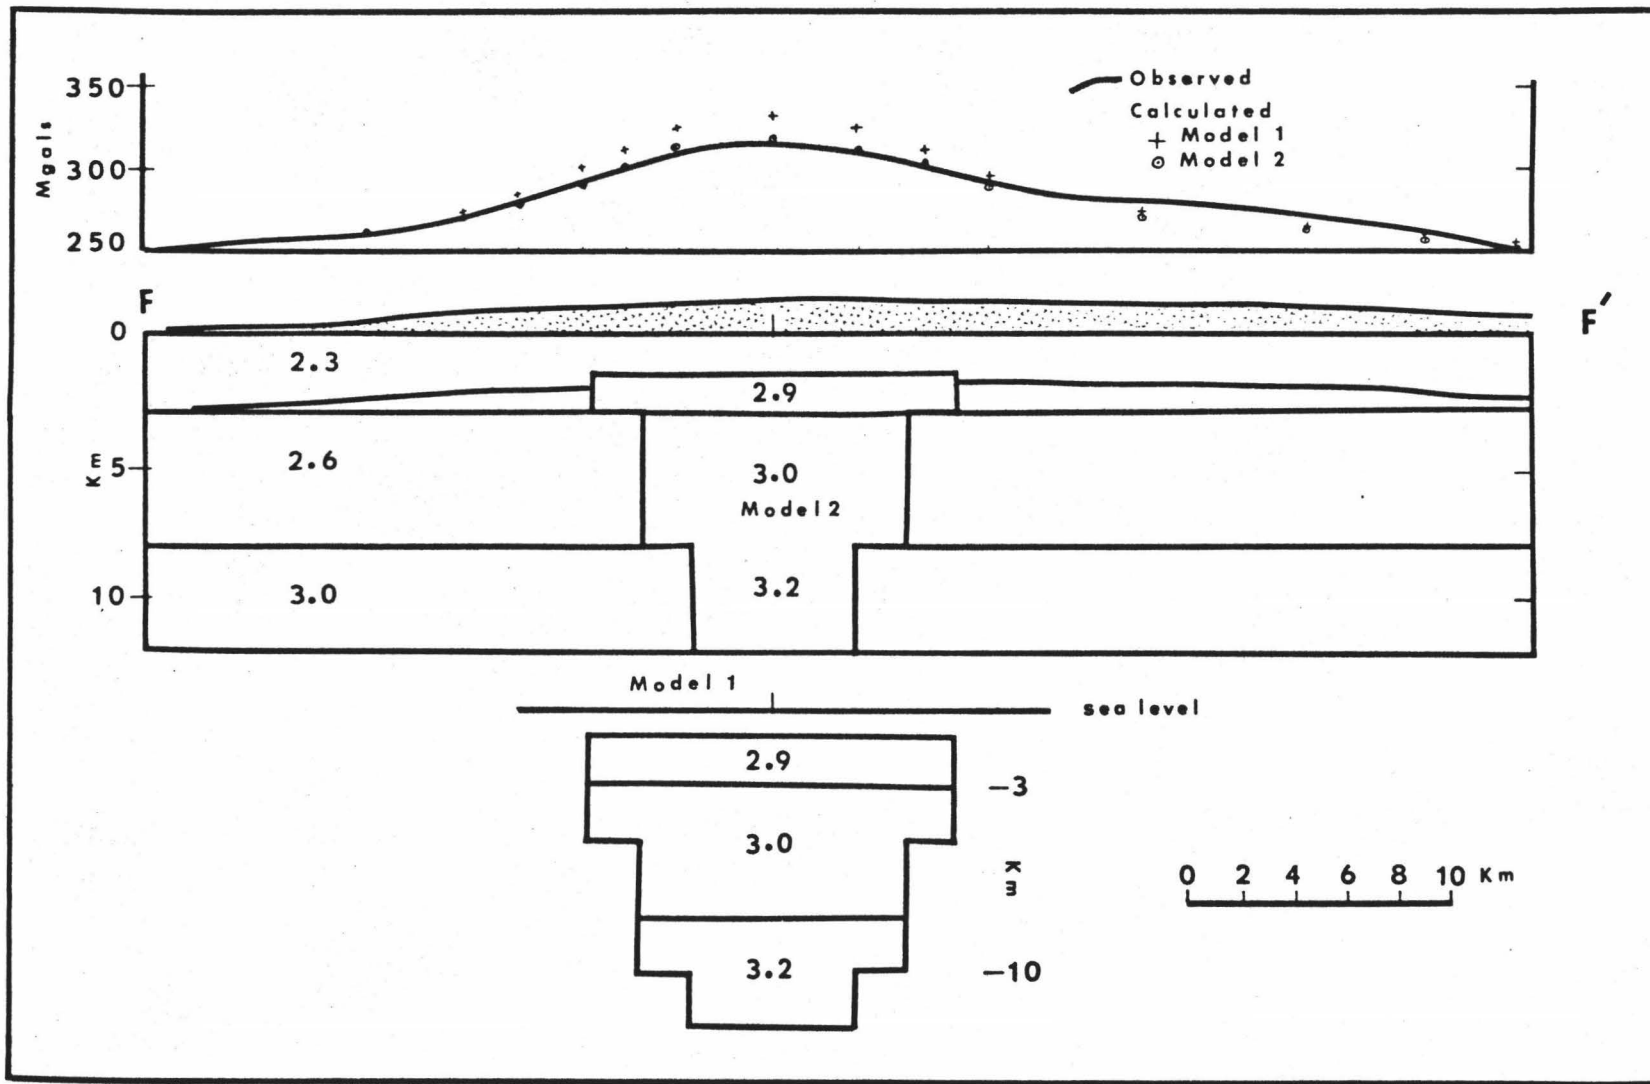 350
300
250
Mgals
Observed
Calculated
+ Model 1
⊙ Model 2
F
F′
0
2.3
2.9
2.6
5
Km
3.0
Model 2
10
3.0
3.2
Model 1
sea level
2.9
−3
3.0
Km
3.2
−10
0 2 4 6 8 10 Km